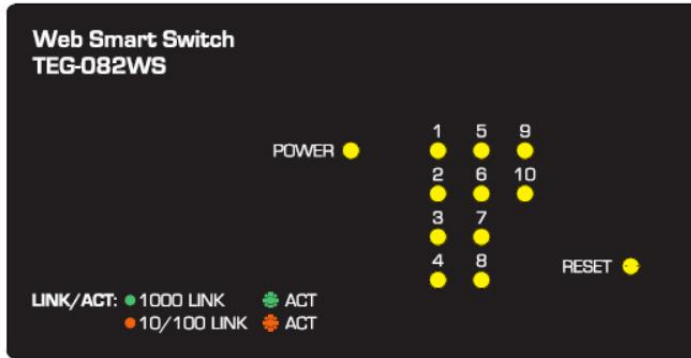 Web Smart Switch
TEG-082WS
1 5 9
POWER
2 6 10
3 7
4 8
RESET
LINK/ACT: 1000 LINK ACT
10/100 LINK ACT